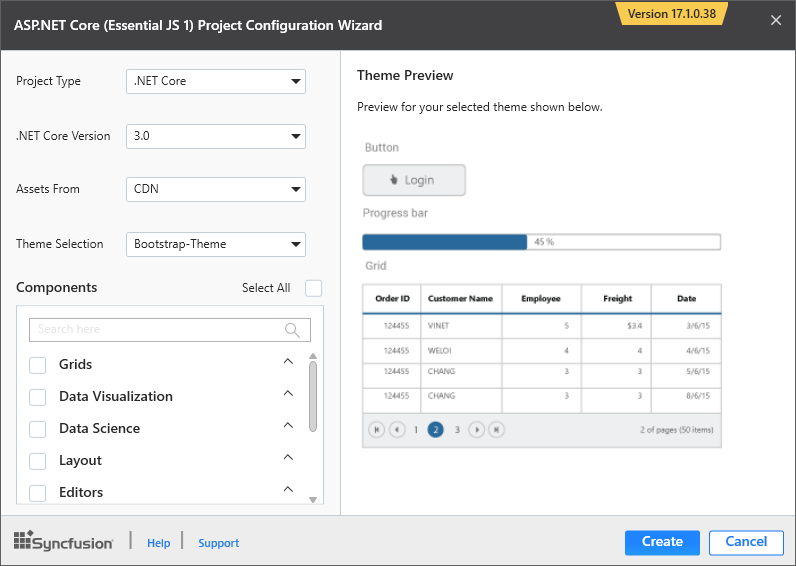 ASP.NET Core (Essential JS 1) Project Configuration Wizard
Version 17.1.0.38
Project Type
.NET Core
.NET Core Version
3.0
Assets From
CDN
Theme Selection
Bootstrap-Theme
Components
Select All
Search here
Grids
Data Visualization
Data Science
Layout
Editors
Theme Preview
Preview for your selected theme shown below.
Button
Login
Progress bar
45 %
Grid
Order ID Customer Name Employee Freight Date
124455 VINET 5 $3.4 3/6/15
124455 WELOI 4 4 4/6/15
124455 CHANG 3 3 5/6/15
124455 CHANG 3 3 8/6/15
1 2 3 2 of pages (50 items)
Syncfusion
Help
Support
Create
Cancel